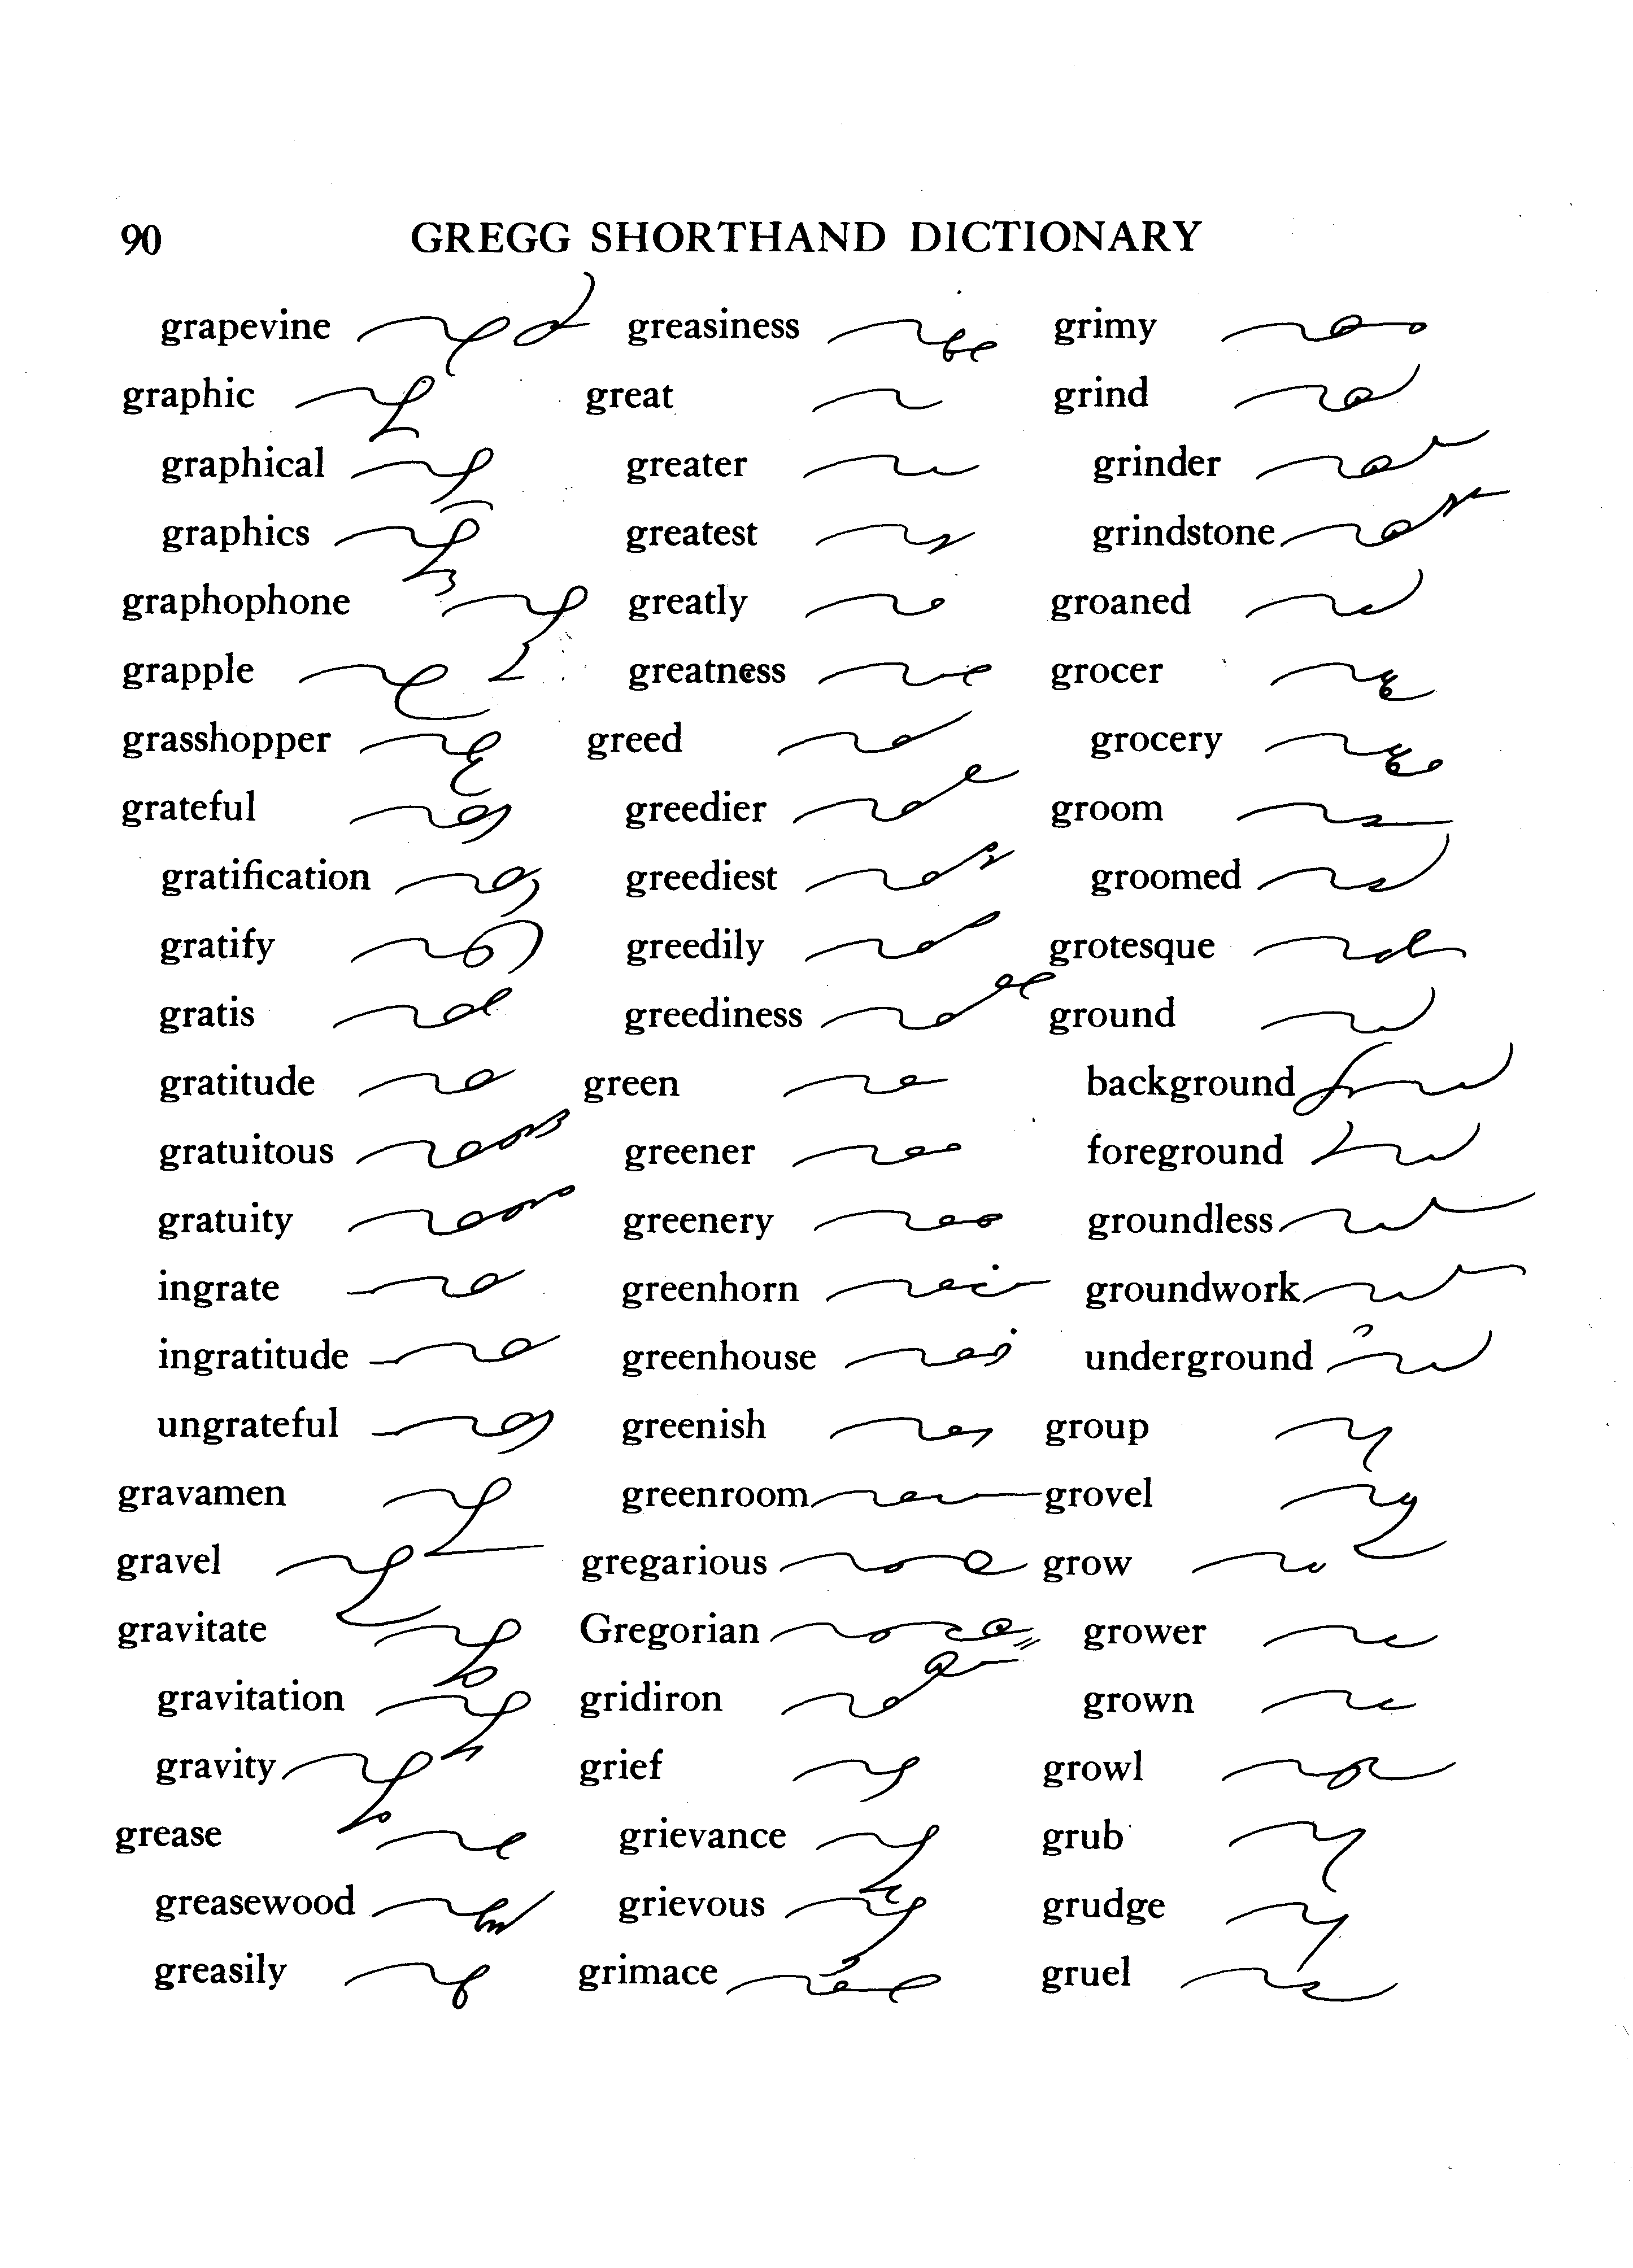 90 GREGG SHORTHAND DICTIONARY
grapevine
graphic
graphical
graphics
graphophone
grapple
grasshopper
grateful
gratification
gratify
gratis
gratitude
gratuitous
gratuity
ingrate
ingratitude
ungrateful
gravamen
gravel
gravitate
gravitation
gravity
grease
greasewood
greasily
greasiness
great
greater
greatest
greatly
greatness
greed
greedier
greediest
greedily
greediness
green
greener
greenery
greenhorn
greenhouse
greenish
greenroom
gregarious
Gregorian
gridiron
grief
grievance
grievous
grimace
grimy
grind
grinder
grindstone
groaned
grocer
grocery
groom
groomed
grotesque
ground
background
foreground
groundless
groundwork
underground
group
grovel
grow
grower
grown
growl
grub
grudge
gruel